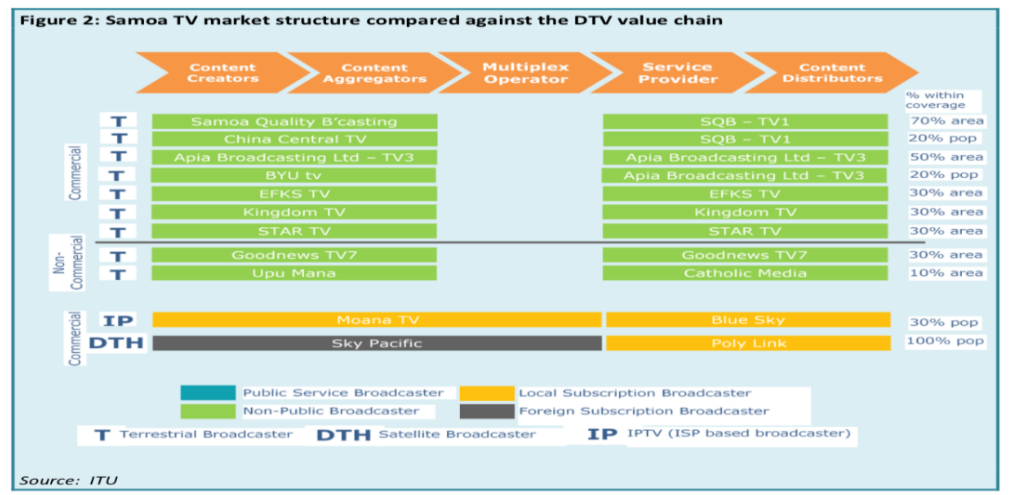 Figure 2: Samoa TV market structure compared against the DTV value chain
Content Creators
Content Aggregators
Multiplex Operator
Service Provider
Content Distributors
% within coverage
T Samoa Quality B'casting SQB – TV1 70% area
T China Central TV SQB – TV1 20% pop
T Apia Broadcasting Ltd – TV3 Apia Broadcasting Ltd – TV3 50% area
T BYU tv Apia Broadcasting Ltd – TV3 20% pop
T EFKS TV EFKS TV 30% area
T Kingdom TV Kingdom TV 30% area
T STAR TV STAR TV 30% area
Commercial
T Goodnews TV7 Goodnews TV7 30% area
T Upu Mana Catholic Media 10% area
Non-Commercial
IP Moana TV Blue Sky 30% pop
DTH Sky Pacific Poly Link 100% pop
Commercial
Public Service Broadcaster Local Subscription Broadcaster
Non-Public Broadcaster Foreign Subscription Broadcaster
T Terrestrial Broadcaster DTH Satellite Broadcaster IP IPTV (ISP based broadcaster)
Source: ITU